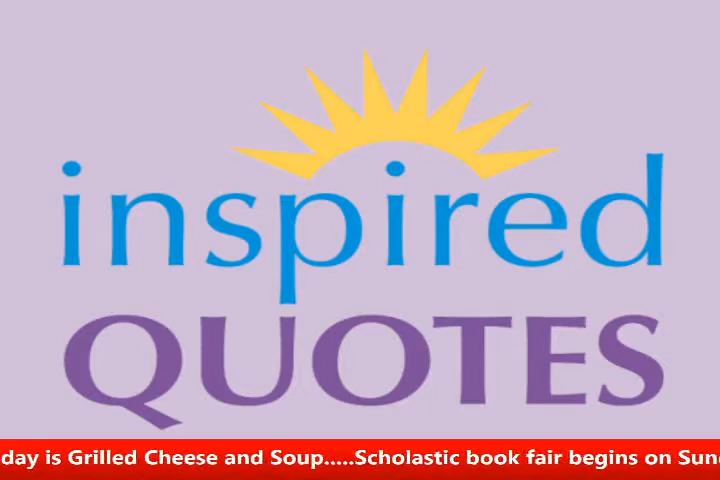 inspired
QUOTES
day is Grilled Cheese and Soup.....Scholastic book fair begins on Sun